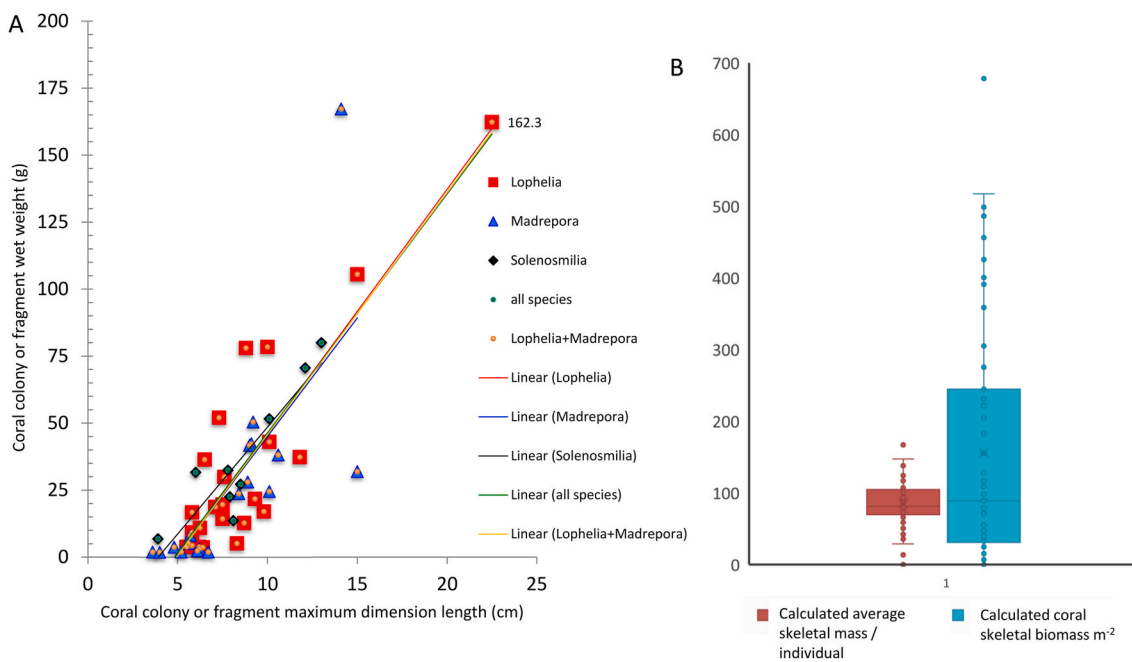 A
200
175
150
125
100
75
50
25
0
0
5
10
15
20
25
Coral colony or fragment wet weight (g)
Coral colony or fragment maximum dimension length (cm)
162.3
Lophelia
Madrepora
Solenosmilia
all species
Lophelia+Madrepora
Linear (Lophelia)
Linear (Madrepora)
Linear (Solenosmilia)
Linear (all species)
Linear (Lophelia+Madrepora)
B
700
600
500
400
300
200
100
0
1
Calculated average
skeletal mass /
individual
Calculated coral
skeletal biomass m⁻²